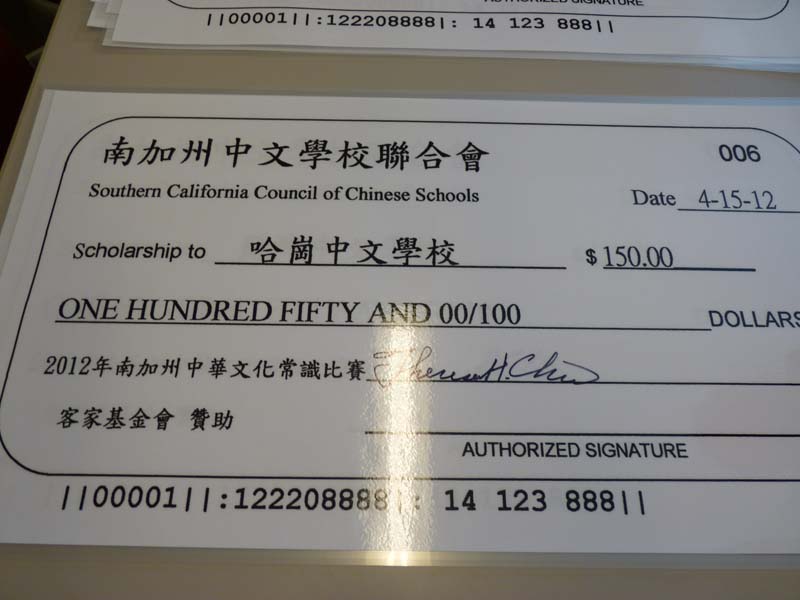 AUTHORIZED SIGNATURE
||00001||:122208888|: 14 123 888||
南加州中文學校聯合會 006
Southern California Council of Chinese Schools
Date 4-15-12
Scholarship to 哈崗中文學校 $ 150.00
ONE HUNDRED FIFTY AND 00/100 DOLLARS
2012年南加州中華文化常識比賽
客家基金會 贊助
AUTHORIZED SIGNATURE
||00001||:122208888|: 14 123 888||